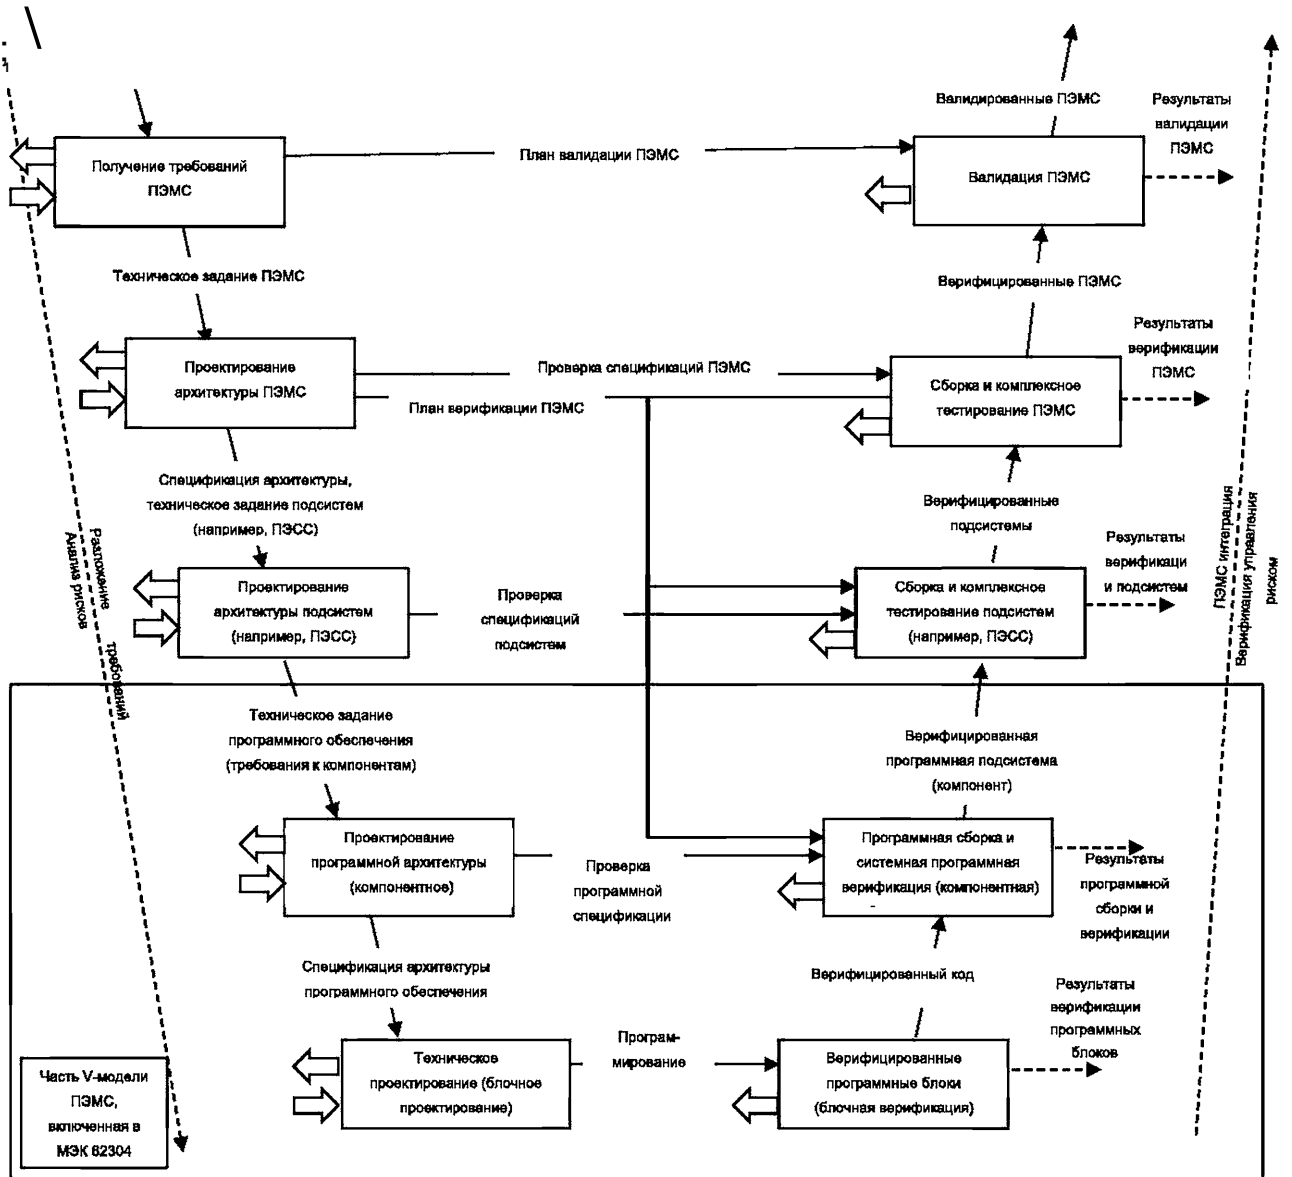 Валидированные ПЭМС
Результаты
валидации
ПЭМС
Получение требований
ПЭМС
План валидации ПЭМС
Валидация ПЭМС
Техническое задание ПЭМС
Верифицированные ПЭМС
Результаты
верификации
ПЭМС
Проектирование
архитектуры ПЭМС
Проверка спецификаций ПЭМС
План верификации ПЭМС
Сборка и комплексное
тестирование ПЭМС
Спецификация архитектуры,
техническое задание подсистем
(например, ПЭСС)
Верифицированные
подсистемы
Разложение требований
Анализ рисков
ПЭМС интеграция
Верификация управления
риском
Результаты
верификаци
и подсистем
Проектирование
архитектуры подсистем
(например, ПЭСС)
Проверка
спецификаций
подсистем
Сборка и комплексное
тестирование подсистем
(например, ПЭСС)
Техническое задание
программного обеспечения
(требования к компонентам)
Верифицированная
программная подсистема
(компонент)
Проектирование
программной архитектуры
(компонентное)
Проверка
программной
спецификации
Программная сборка и
системная программная
верификация (компонентная)
Результаты
программной
сборки и
верификации
Спецификация архитектуры
программного обеспечения
Верифицированный код
Результаты
верификации
программных
блоков
Техническое
проектирование (блочное
проектирование)
Програм-
мирование
Верифицированные
программные блоки
(блочная верификация)
Часть V-модели
ПЭМС,
включенная в
МЭК 62304